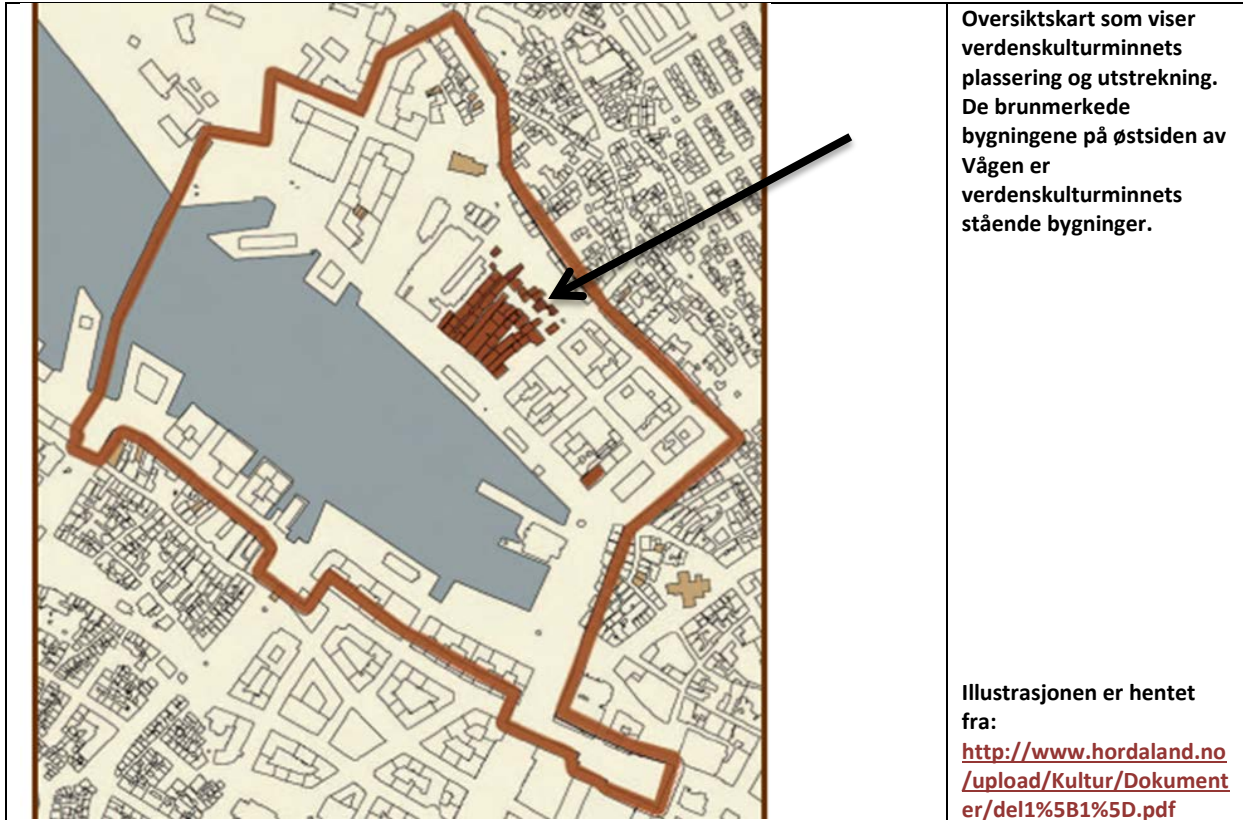 Oversiktskart som viser
verdenskulturminnets
plassering og utstrekning.
De brunmerkede
bygningene på østsiden av
Vågen er
verdenskulturminnets
stående bygninger.
Illustrasjonen er hentet
fra:
http://www.hordaland.no
/upload/Kultur/Dokument
er/del1%5B1%5D.pdf